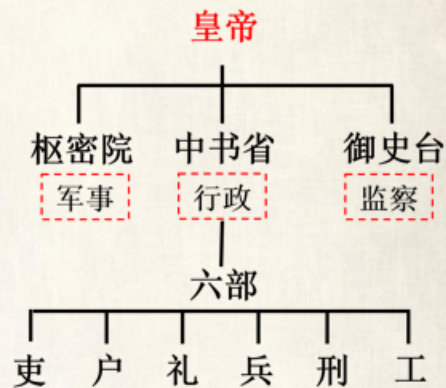 皇帝
枢密院 中书省 御史台
军事 行政 监察
六部
吏 户 礼 兵 刑 工